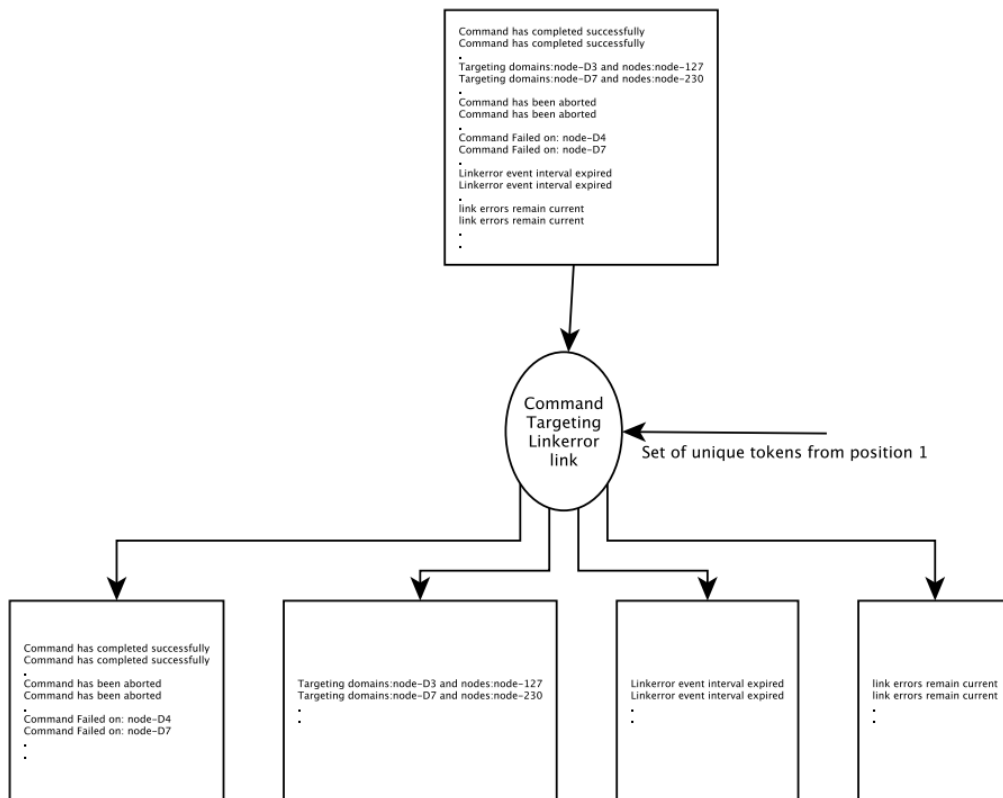 Command has completed successfully
Command has completed successfully
.
Targeting domains:node-D3 and nodes:node-127
Targeting domains:node-D7 and nodes:node-230
.
Command has been aborted
Command has been aborted
.
Command Failed on: node-D4
Command Failed on: node-D7
.
Linkerror event interval expired
Linkerror event interval expired
.
link errors remain current
link errors remain current
.
.
Command
Targeting
Linkerror
link
Set of unique tokens from position 1
Command has completed successfully
Command has completed successfully
.
Command has been aborted
Command has been aborted
.
Command Failed on: node-D4
Command Failed on: node-D7
.
.
Targeting domains:node-D3 and nodes:node-127
Targeting domains:node-D7 and nodes:node-230
.
.
Linkerror event interval expired
Linkerror event interval expired
.
.
link errors remain current
link errors remain current
.
.